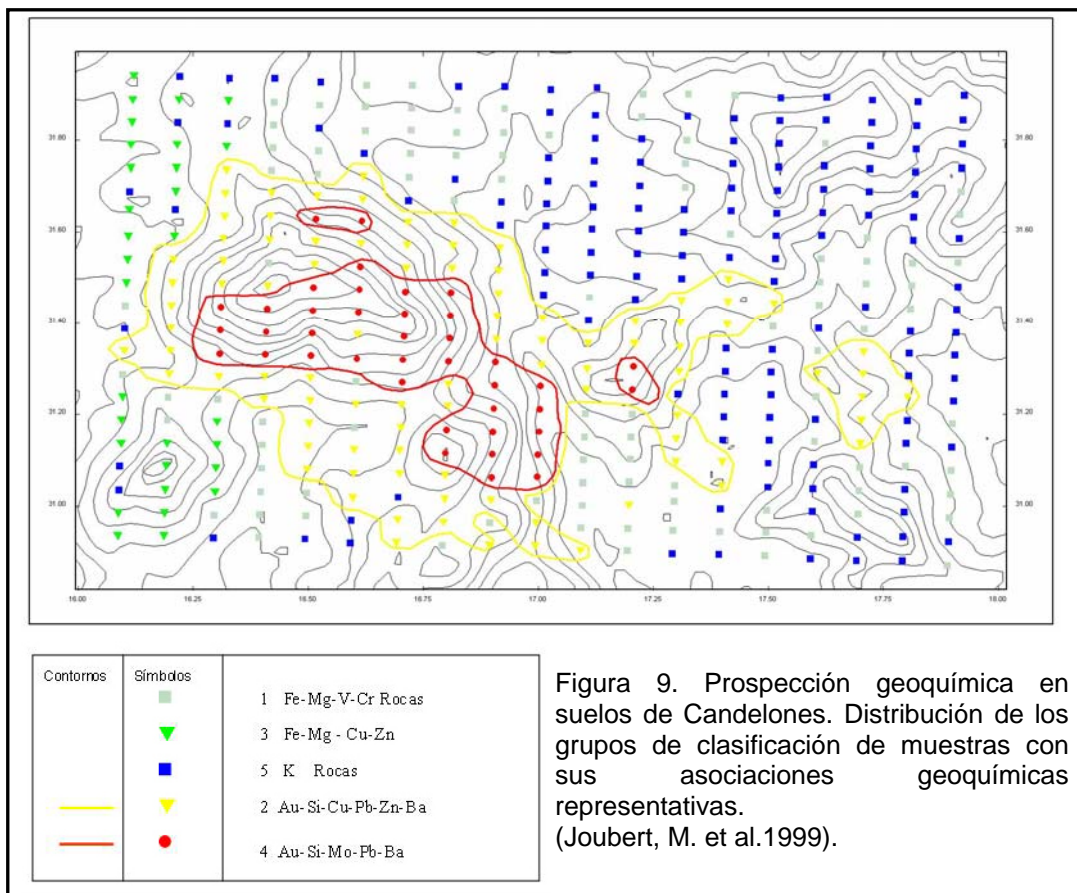 31.80
31.80
31.60
31.60
31.40
31.40
31.20
31.20
31.00
31.00
16.00
16.25
16.50
16.75
17.00
17.25
17.50
17.75
18.00
Contornos Símbolos
1 Fe-Mg-V-Cr Rocas
3 Fe-Mg - Cu-Zn
5 K Rocas
2 Au-Si-Cu-Pb-Zn-Ba
4 Au-Si-Mo-Pb-Ba
Figura 9. Prospección geoquímica en
suelos de Candelones. Distribución de los
grupos de clasificación de muestras con
sus asociaciones geoquímicas
representativas.
(Joubert, M. et al.1999).